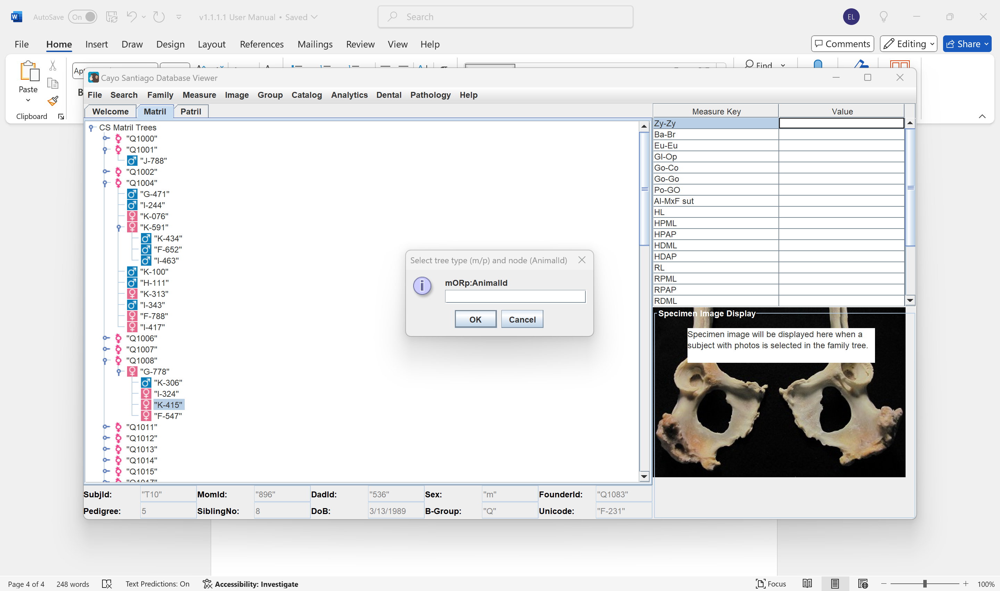 AutoSave On v1.1.1.1 User Manual • Saved Search EL
File Home Insert Draw Design Layout References Mailings Review View Help Comments Editing Share
Paste
Clipboard
Find
Cayo Santiago Database Viewer
File Search Family Measure Image Group Catalog Analytics Dental Pathology Help
Welcome Matril Patril
CS Matril Trees
"Q1000"
"Q1001"
"J-788"
"Q1002"
"Q1004"
"G-471"
"I-244"
"K-076"
"K-591"
"K-434"
"F-652"
"I-463"
"K-100"
"H-111"
"K-313"
"I-343"
"F-788"
"I-417"
"Q1006"
"Q1007"
"Q1008"
"G-778"
"K-306"
"I-324"
"K-415"
"F-547"
"Q1011"
"Q1012"
"Q1013"
"Q1014"
"Q1015"
"Q1017"
Select tree type (m/p) and node (AnimalId)
mORp:AnimalId
OK Cancel
Measure Key Value
Zy-Zy
Ba-Br
Eu-Eu
Gl-Op
Go-Co
Go-Go
Po-GO
Al-MxF sut
HL
HPML
HPAP
HDML
HDAP
RL
RPML
RPAP
RDML
Specimen Image Display
Specimen image will be displayed here when a
subject with photos is selected in the family tree.
SubjId: "T10" MomId: "896" DadId: "536" Sex: "m" FounderId: "Q1083"
Pedigree: 5 SiblingNo: 8 DoB: 3/13/1989 B-Group: "Q" Unicode: "F-231"
Page 4 of 4 248 words Text Predictions: On Accessibility: Investigate Focus 100%